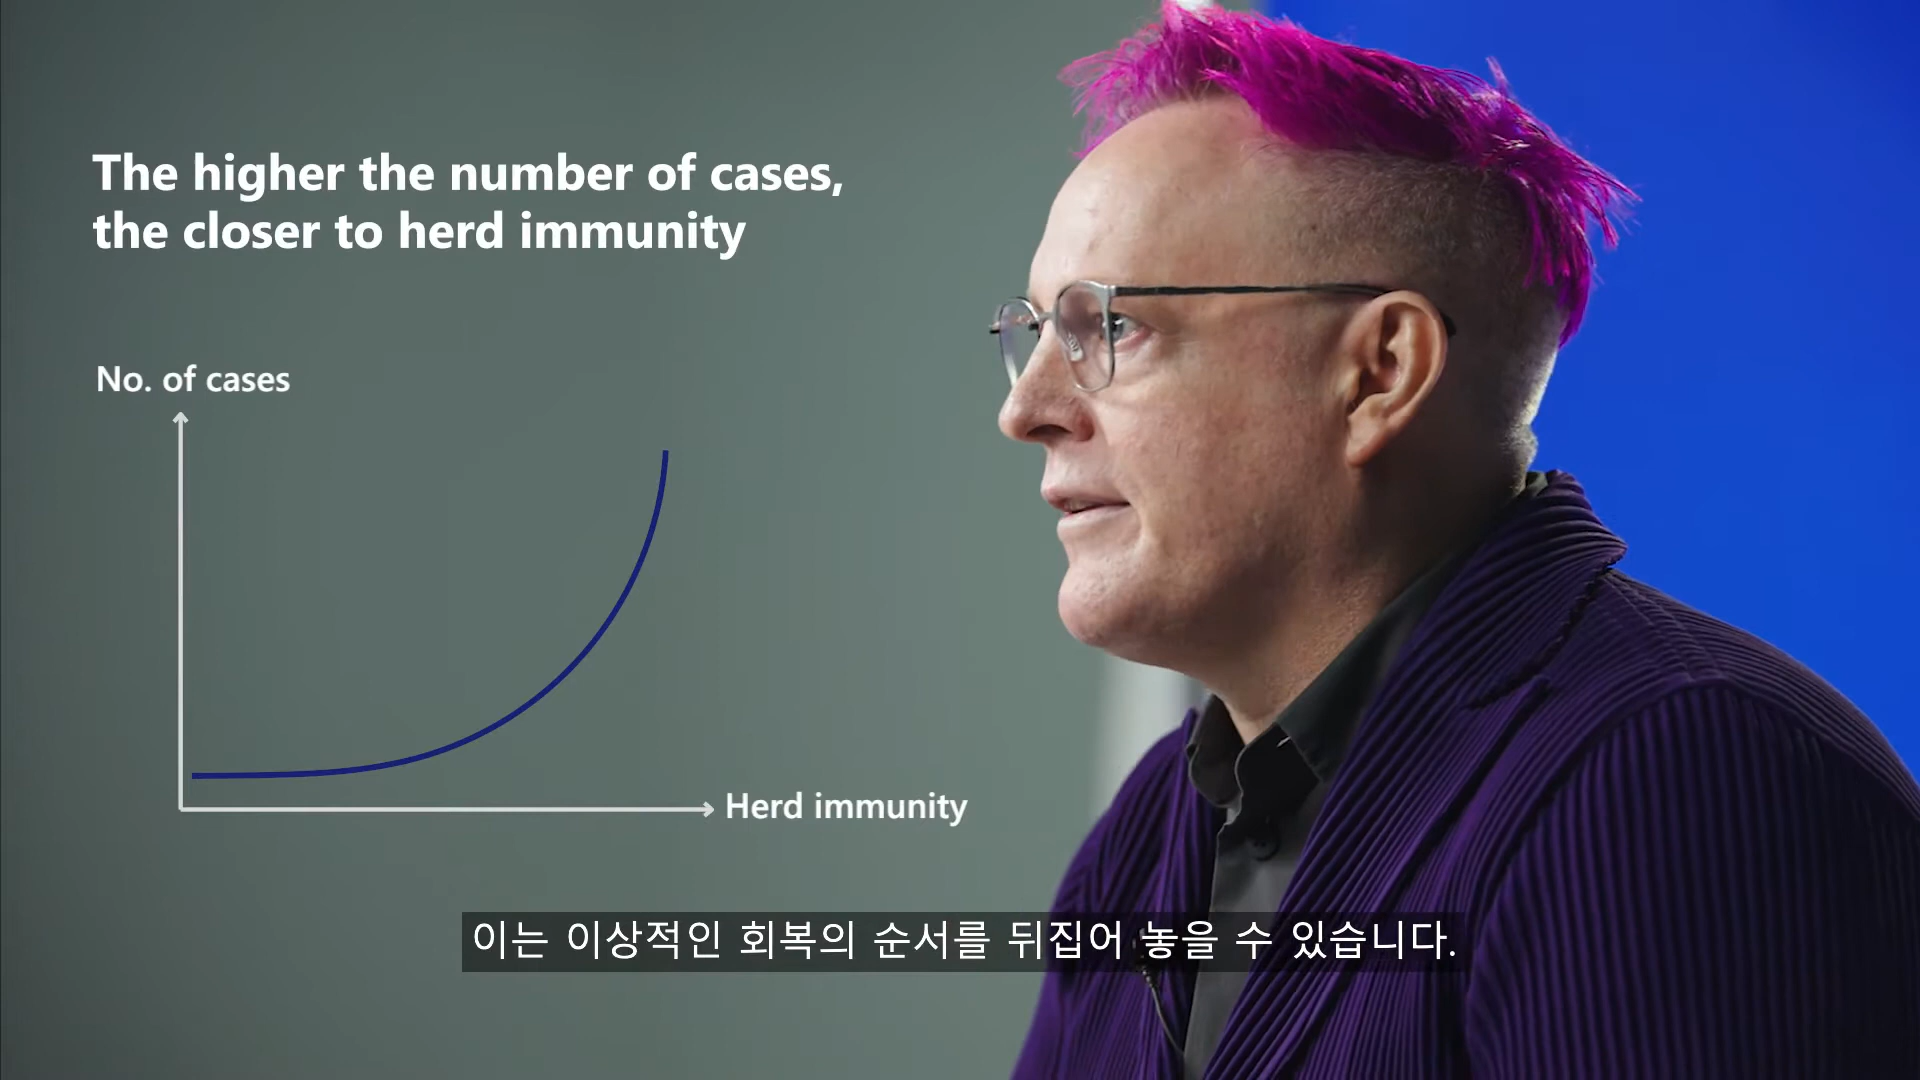 The higher the number of cases,
the closer to herd immunity
No. of cases
Herd immunity
이는 이상적인 회복의 순서를 뒤집어 놓을 수 있습니다.